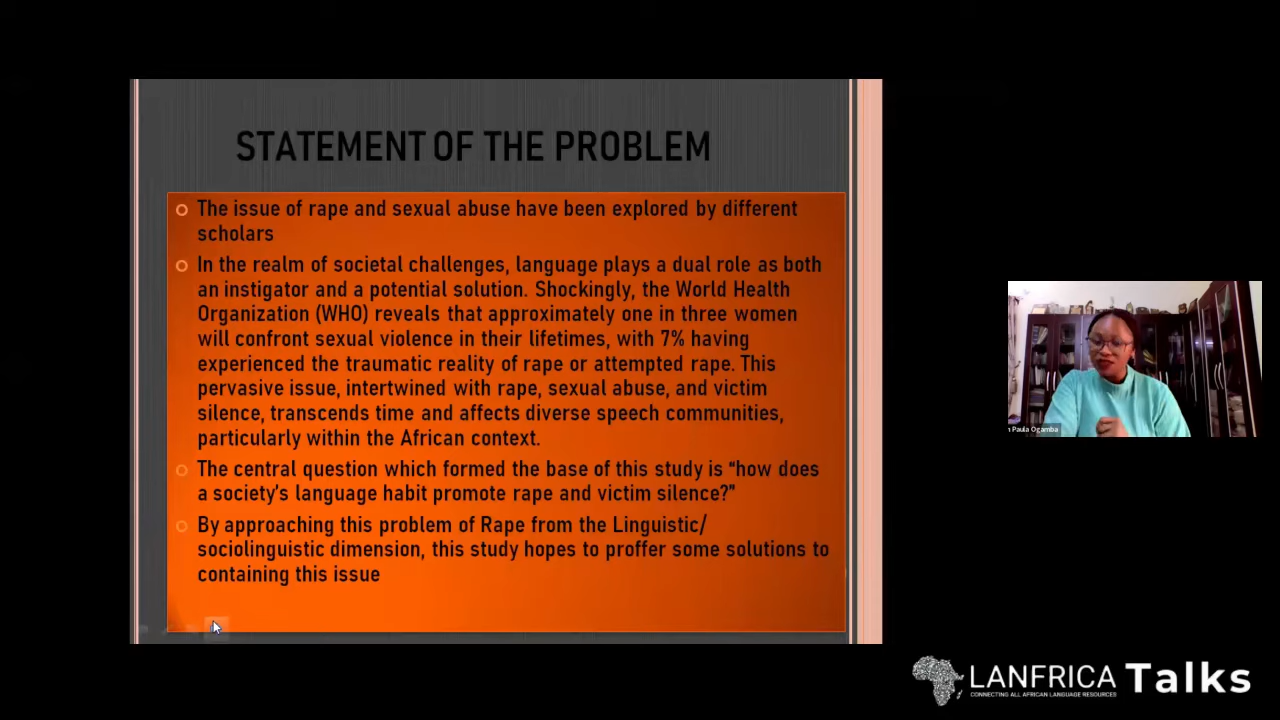 STATEMENT OF THE PROBLEM
The issue of rape and sexual abuse have been explored by different
scholars
In the realm of societal challenges, language plays a dual role as both
an instigator and a potential solution. Shockingly, the World Health
Organization (WHO) reveals that approximately one in three women
will confront sexual violence in their lifetimes, with 7% having
experienced the traumatic reality of rape or attempted rape. This
pervasive issue, intertwined with rape, sexual abuse, and victim
silence, transcends time and affects diverse speech communities,
particularly within the African context.
The central question which formed the base of this study is “how does
a society’s language habit promote rape and victim silence?”
By approaching this problem of Rape from the Linguistic/
sociolinguistic dimension, this study hopes to proffer some solutions to
containing this issue
n Paula Ogamba
LANFRICA Talks
CONNECTING ALL AFRICAN LANGUAGE RESOURCES